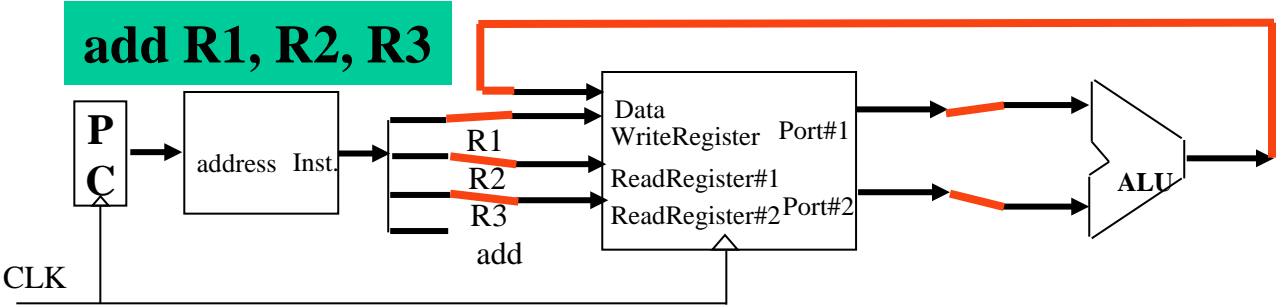 add R1, R2, R3
P
C
address Inst.
R1
R2
R3
add
Data
WriteRegister
Port#1
ReadRegister#1
ReadRegister#2
Port#2
ALU
CLK